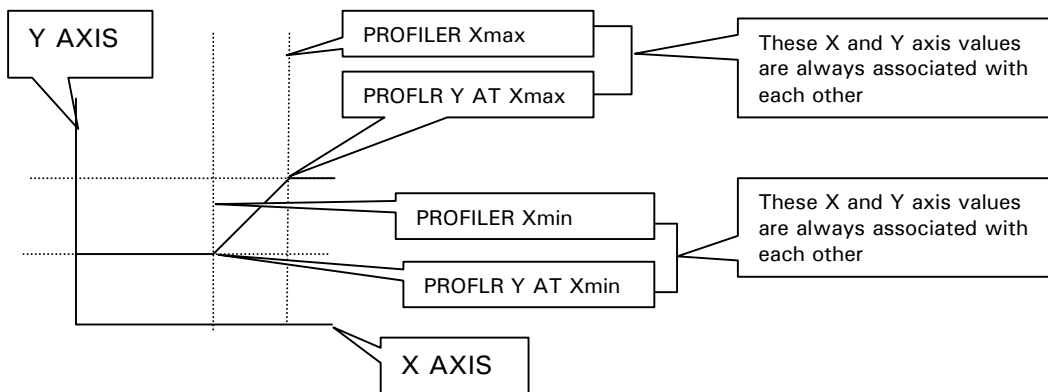 Y AXIS
PROFILER Xmax
PROFLR Y AT Xmax
These X and Y axis values
are always associated with
each other
PROFILER Xmin
PROFLR Y AT Xmin
These X and Y axis values
are always associated with
each other
X AXIS